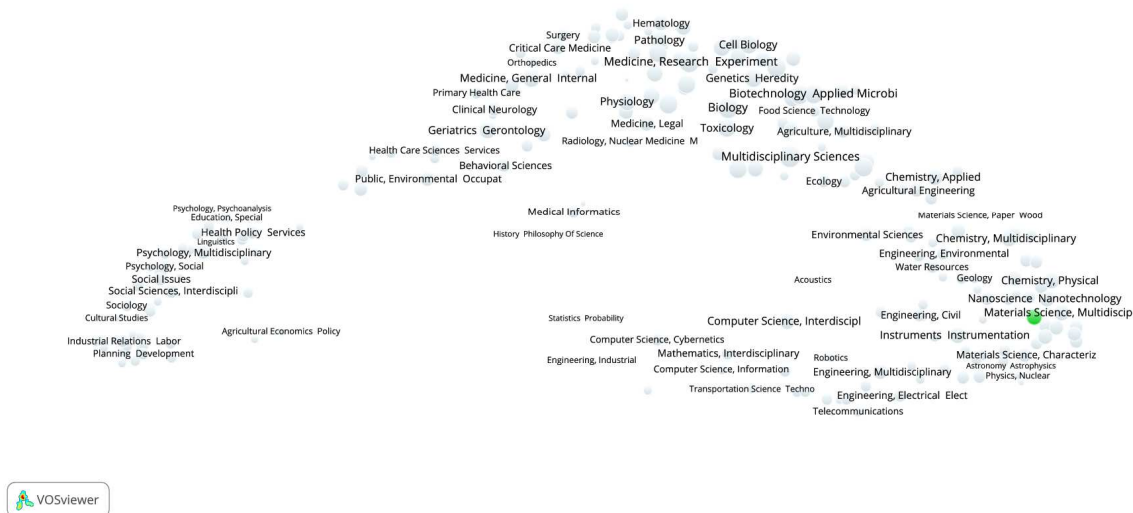 Hematology
Surgery
Pathology
Cell Biology
Critical Care Medicine
Orthopedics
Medicine, Research Experiment
Medicine, General Internal
Genetics Heredity
Primary Health Care
Biotechnology Applied Microbi
Physiology
Clinical Neurology
Biology
Food Science Technology
Medicine, Legal
Geriatrics Gerontology
Toxicology
Agriculture, Multidisciplinary
Radiology, Nuclear Medicine M
Health Care Sciences Services
Multidisciplinary Sciences
Behavioral Sciences
Public, Environmental Occupat
Ecology
Chemistry, Applied
Agricultural Engineering
Psychology, Psychoanalysis
Medical Informatics
Education, Special
Materials Science, Paper Wood
Health Policy Services
History Philosophy Of Science
Environmental Sciences
Chemistry, Multidisciplinary
Linguistics
Psychology, Multidisciplinary
Engineering, Environmental
Psychology, Social
Water Resources
Social Issues
Acoustics
Geology
Chemistry, Physical
Social Sciences, Interdiscipli
Nanoscience Nanotechnology
Sociology
Materials Science, Multidiscip
Cultural Studies
Statistics Probability
Computer Science, Interdiscipl
Engineering, Civil
Agricultural Economics Policy
Instruments Instrumentation
Industrial Relations Labor
Computer Science, Cybernetics
Planning Development
Mathematics, Interdisciplinary
Materials Science, Characteriz
Engineering, Industrial
Robotics
Astronomy Astrophysics
Computer Science, Information
Engineering, Multidisciplinary
Physics, Nuclear
Transportation Science Techno
Engineering, Electrical Elect
Telecommunications
VOSviewer